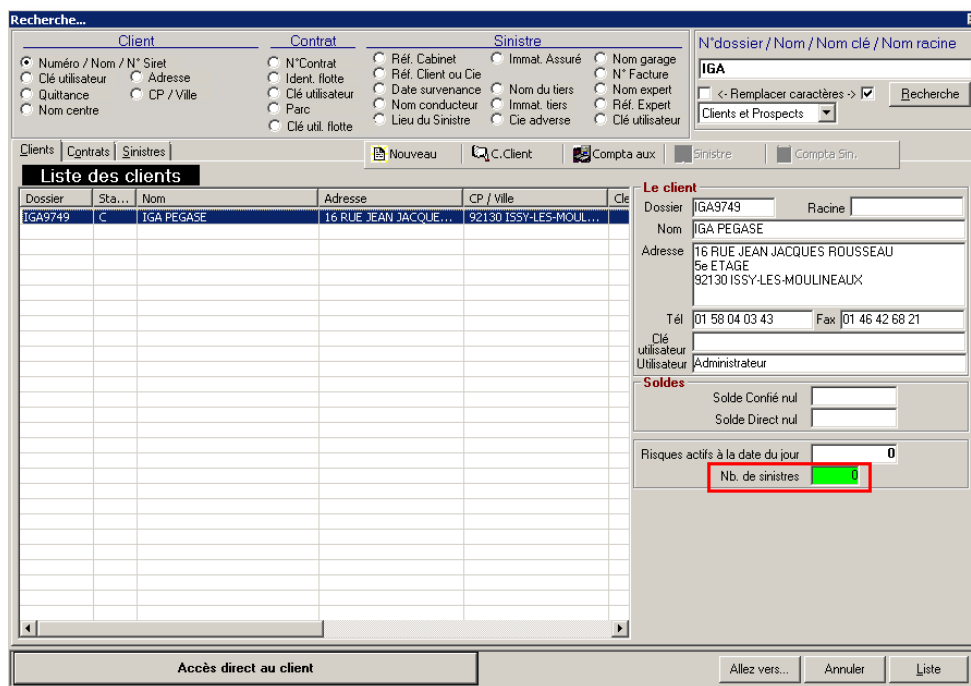 Recherche...
Client
Numéro / Nom / N° Siret
Clé utilisateur
Adresse
Quittance
CP / Ville
Nom centre
Contrat
N°Contrat
Ident. flotte
Clé utilisateur
Parc
Clé util. flotte
Sinistre
Réf. Cabinet
Immat. Assuré
Nom garage
Réf. Client ou Cie
N° Facture
Date survenance
Nom du tiers
Nom expert
Nom conducteur
Immat. tiers
Réf. Expert
Lieu du Sinistre
Cie adverse
Clé utilisateur
N°dossier / Nom / Nom clé / Nom racine
IGA
<- Remplacer caractères ->
Recherche
Clients et Prospects
Clients
Contrats
Sinistres
Nouveau
C.Client
Compta aux
Sinistre
Compta Sin.
Liste des clients
Dossier Sta... Nom Adresse CP / Ville Cle
IGA9749 C IGA PEGASE 16 RUE JEAN JACQUE... 92130 ISSY-LES-MOUL...
Le client
Dossier IGA9749 Racine
Nom IGA PEGASE
Adresse 16 RUE JEAN JACQUES ROUSSEAU
5e ETAGE
92130 ISSY-LES-MOULINEAUX
Tél 01 58 04 03 43 Fax 01 46 42 68 21
Clé
utilisateur
Utilisateur Administrateur
Soldes
Solde Confié nul
Solde Direct nul
Risques actifs à la date du jour 0
Nb. de sinistres 0
Accès direct au client
Allez vers...
Annuler
Liste